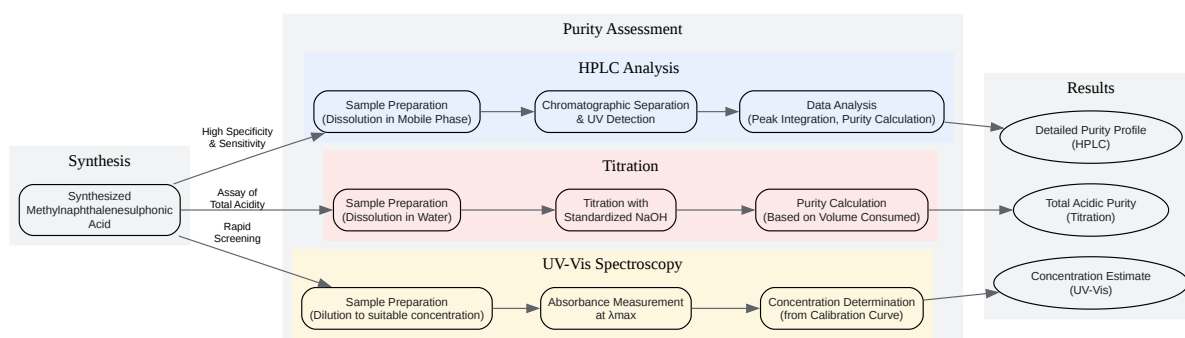 Purity Assessment
HPLC Analysis
Sample Preparation
(Dissolution in Mobile Phase)
Chromatographic Separation
& UV Detection
Data Analysis
(Peak Integration, Purity Calculation)
Results
Detailed Purity Profile
(HPLC)
High Specificity
& Sensitivity
Synthesis
Synthesized
Methylnaphthalenesulphonic
Acid
Assay of
Total Acidity
Titration
Sample Preparation
(Dissolution in Water)
Titration with
Standardized NaOH
Purity Calculation
(Based on Volume Consumed)
Total Acidic Purity
(Titration)
Rapid
Screening
UV-Vis Spectroscopy
Sample Preparation
(Dilution to suitable concentration)
Absorbance Measurement
at λmax
Concentration Determination
(from Calibration Curve)
Concentration Estimate
(UV-Vis)